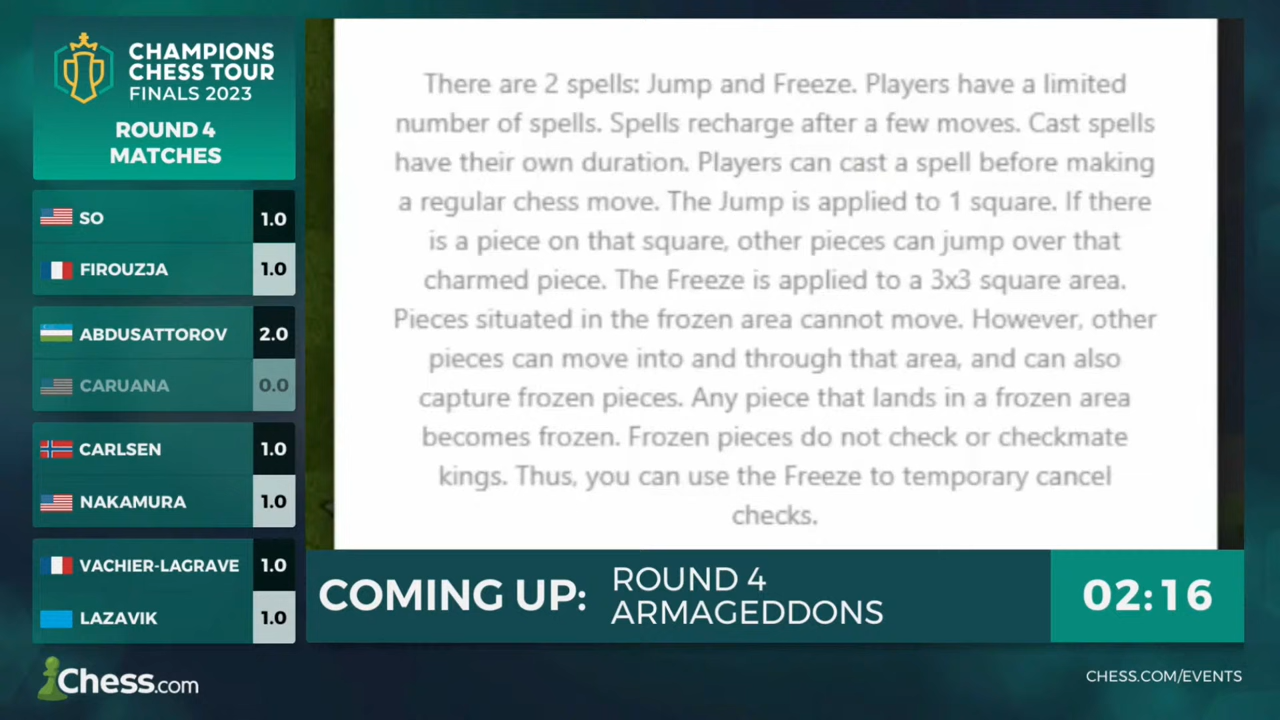 CHAMPIONS
CHESS TOUR
FINALS 2023
ROUND 4
MATCHES
SO 1.0
FIROUZJA 1.0
ABDUSATTOROV 2.0
CARUANA 0.0
CARLSEN 1.0
NAKAMURA 1.0
VACHIER-LAGRAVE 1.0
LAZAVIK 1.0
There are 2 spells: Jump and Freeze. Players have a limited
number of spells. Spells recharge after a few moves. Cast spells
have their own duration. Players can cast a spell before making
a regular chess move. The Jump is applied to 1 square. If there
is a piece on that square, other pieces can jump over that
charmed piece. The Freeze is applied to a 3x3 square area.
Pieces situated in the frozen area cannot move. However, other
pieces can move into and through that area, and can also
capture frozen pieces. Any piece that lands in a frozen area
becomes frozen. Frozen pieces do not check or checkmate
kings. Thus, you can use the Freeze to temporary cancel
checks.
COMING UP:
ROUND 4
ARMAGEDDONS
02:16
Chess.com
CHESS.COM/EVENTS